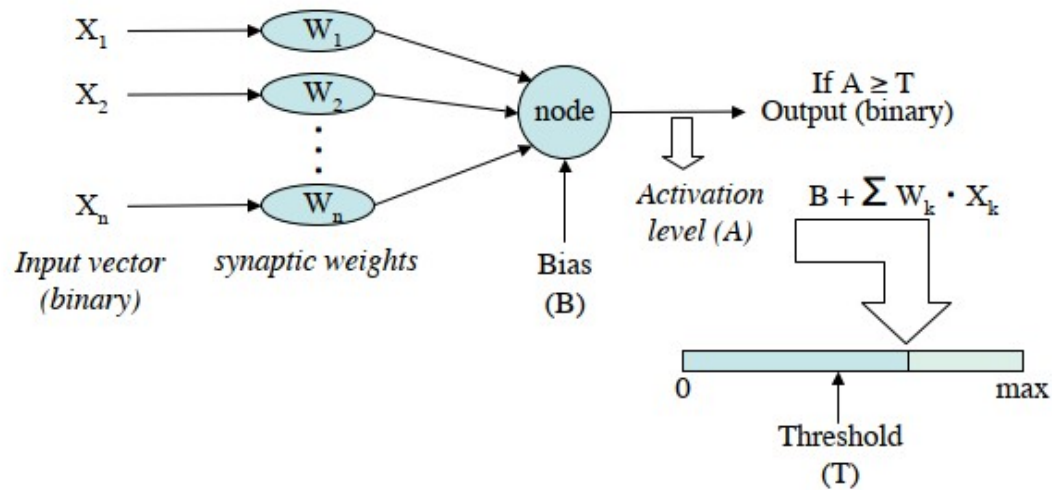 X₁
W₁
X₂
W₂
Xₙ
Wₙ
Input vector
(binary)
synaptic weights
node
Bias
(B)
If A ≥ T
Output (binary)
Activation
level (A)
B + Σ Wₖ · Xₖ
0
max
Threshold
(T)